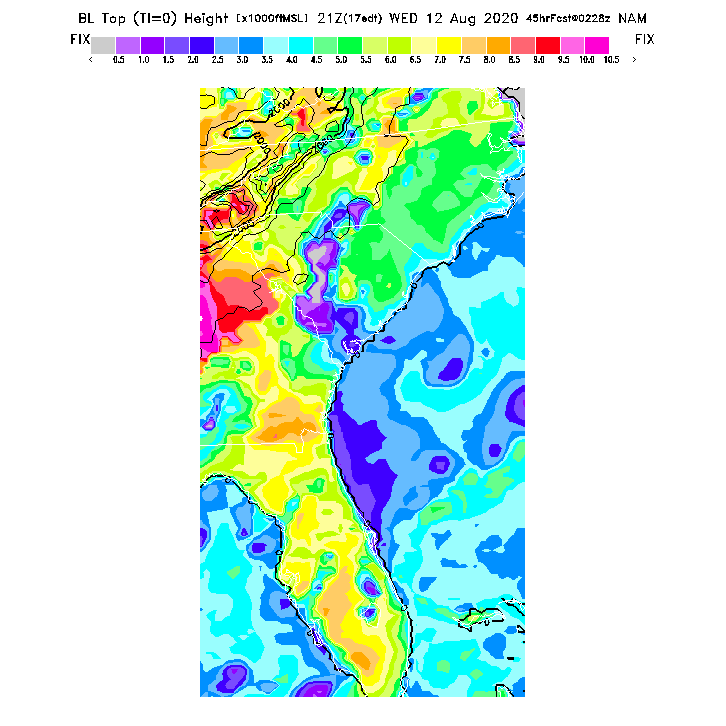 BL Top (TI=0) Height [x1000ftMSL] 21Z(17edt) WED 12 Aug 2020 45hrFcst@0228z NAM
FIX FIX
< 0.5 1.0 1.5 2.0 2.5 3.0 3.5 4.0 4.5 5.0 5.5 6.0 6.5 7.0 7.5 8.0 8.5 9.0 9.5 10.0 10.5 >
2000
2000